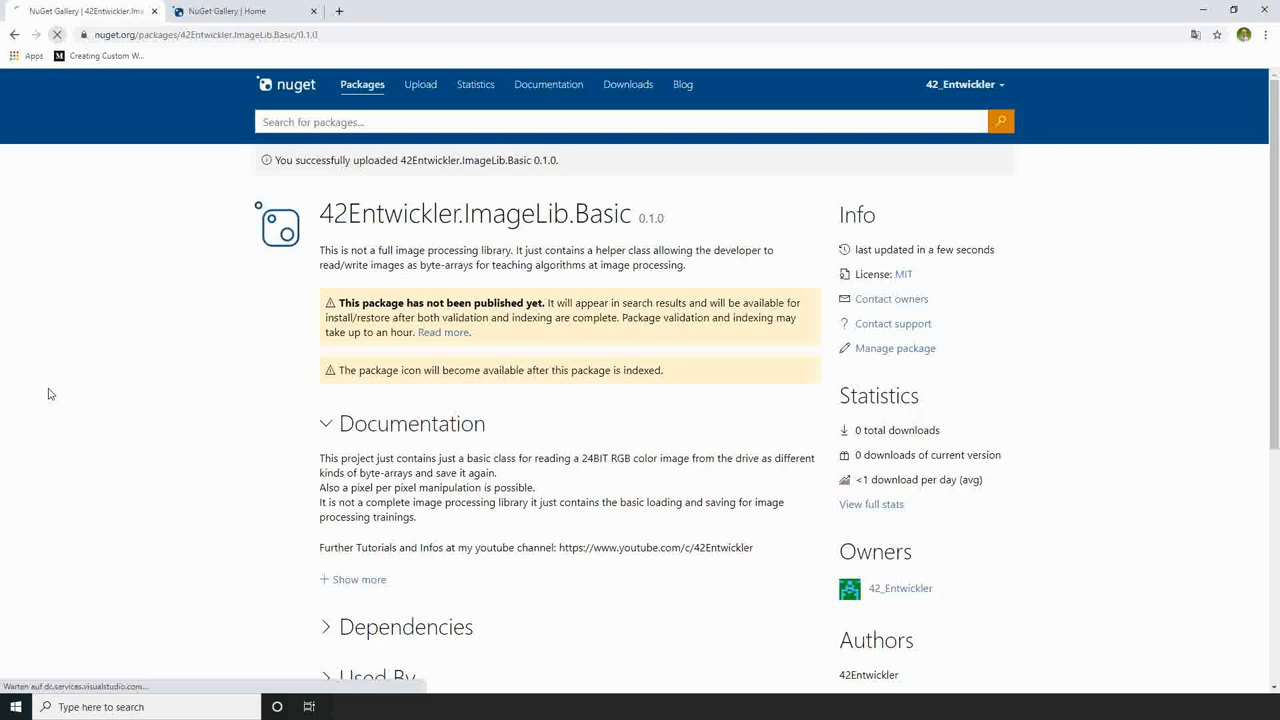 NuGet Gallery | 42Entwickler.Ima
NuGet Gallery | Home
nuget.org/packages/42Entwickler.ImageLib.Basic/0.1.0
Apps
Creating Custom W...
nuget
Packages
Upload
Statistics
Documentation
Downloads
Blog
42_Entwickler
Search for packages...
You successfully uploaded 42Entwickler.ImageLib.Basic 0.1.0.
42Entwickler.ImageLib.Basic 0.1.0
This is not a full image processing library. It just contains a helper class allowing the developer to
read/write images as byte-arrays for teaching algorithms at image processing.
This package has not been published yet. It will appear in search results and will be available for
install/restore after both validation and indexing are complete. Package validation and indexing may
take up to an hour. Read more.
The package icon will become available after this package is indexed.
Documentation
This project just contains just a basic class for reading a 24BIT RGB color image from the drive as different
kinds of byte-arrays and save it again.
Also a pixel per pixel manipulation is possible.
It is not a complete image processing library it just contains the basic loading and saving for image
processing trainings.
Further Tutorials and Infos at my youtube channel: https://www.youtube.com/c/42Entwickler
Show more
Dependencies
Used By
Info
last updated in a few seconds
License: MIT
Contact owners
Contact support
Manage package
Statistics
0 total downloads
0 downloads of current version
<1 download per day (avg)
View full stats
Owners
42_Entwickler
Authors
42Entwickler
Warten auf dc.services.visualstudio.com...
Type here to search